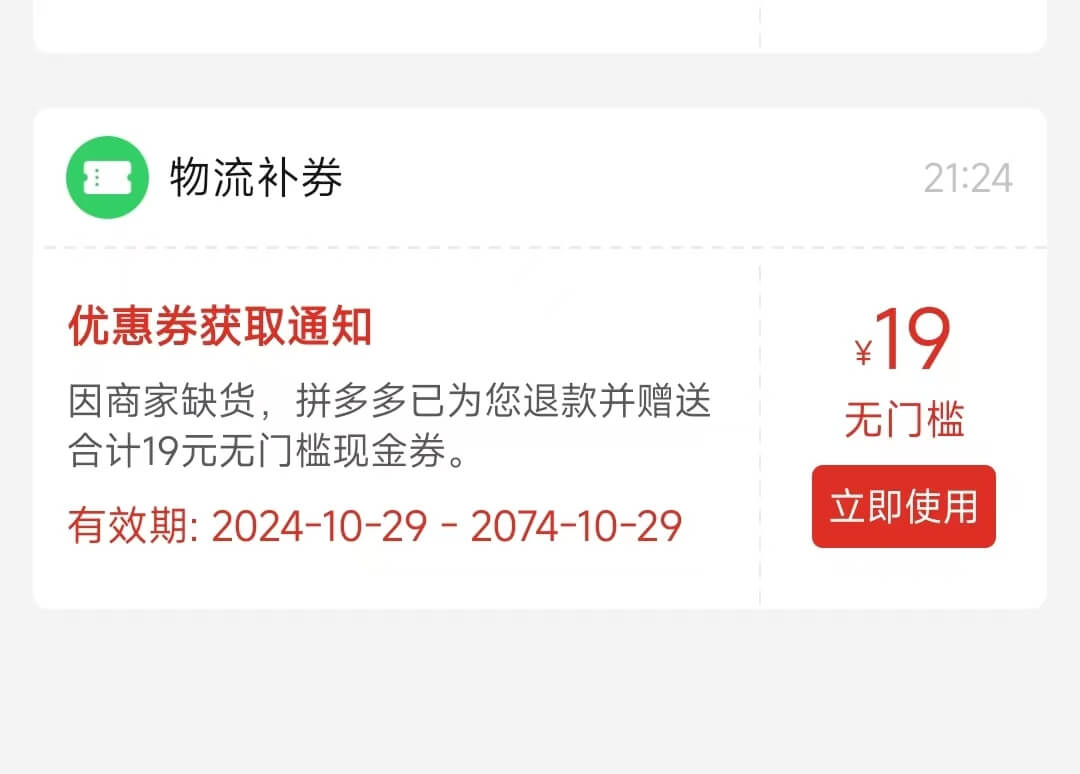 物流补券
21:24
优惠券获取通知
因商家缺货，拼多多已为您退款并赠送
合计19元无门槛现金券。
有效期: 2024-10-29 - 2074-10-29
¥19
无门槛
立即使用